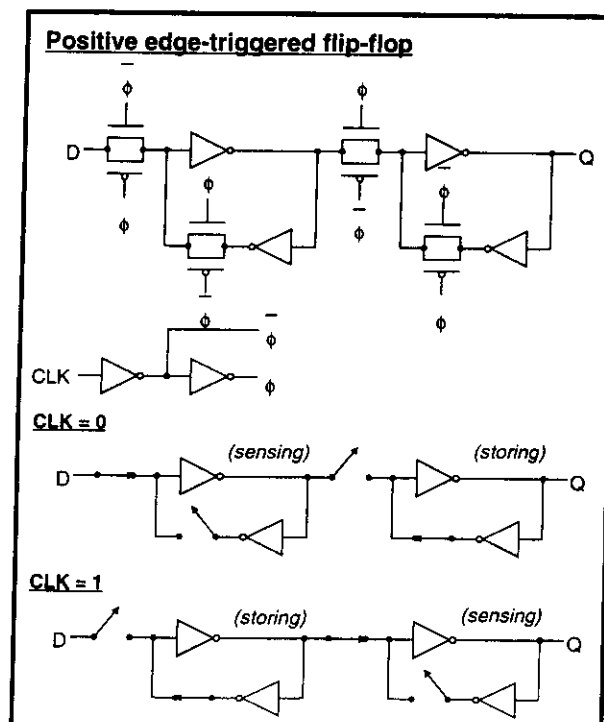 Positive edge-triggered flip-flop
ϕ̄ ϕ
D Q
ϕ ϕ ϕ̄ ϕ̄
ϕ̄ ϕ
ϕ̄
CLK ϕ
CLK = 0
(sensing) (storing)
D Q
CLK = 1
(storing) (sensing)
D Q